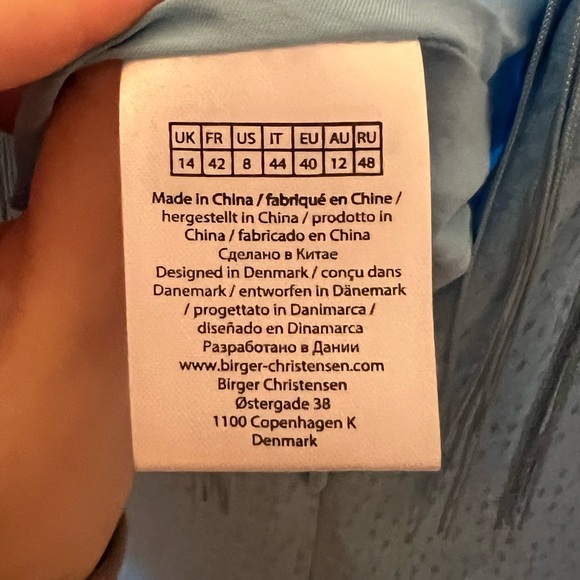 UK FR US IT EU AU RU
14 42 8 44 40 12 48
Made in China / fabriqué en Chine /
hergestellt in China / prodotto in
China / fabricado en China
Сделано в Китае
Designed in Denmark / conçu dans
Danemark / entworfen in Dänemark
/ progettato in Danimarca /
diseñado en Dinamarca
Разработано в Дании
www.birger-christensen.com
Birger Christensen
Østergade 38
1100 Copenhagen K
Denmark